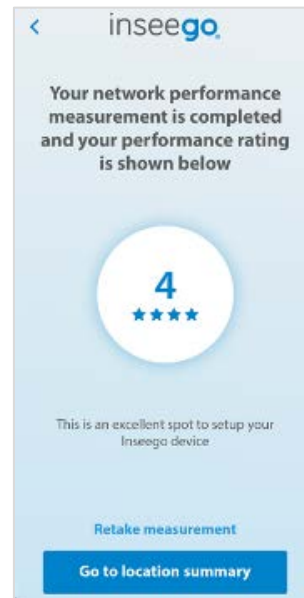 inseego
Your network performance
measurement is completed
and your performance rating
is shown below
4
This is an excellent spot to setup your
Inseego device
Retake measurement
Go to location summary